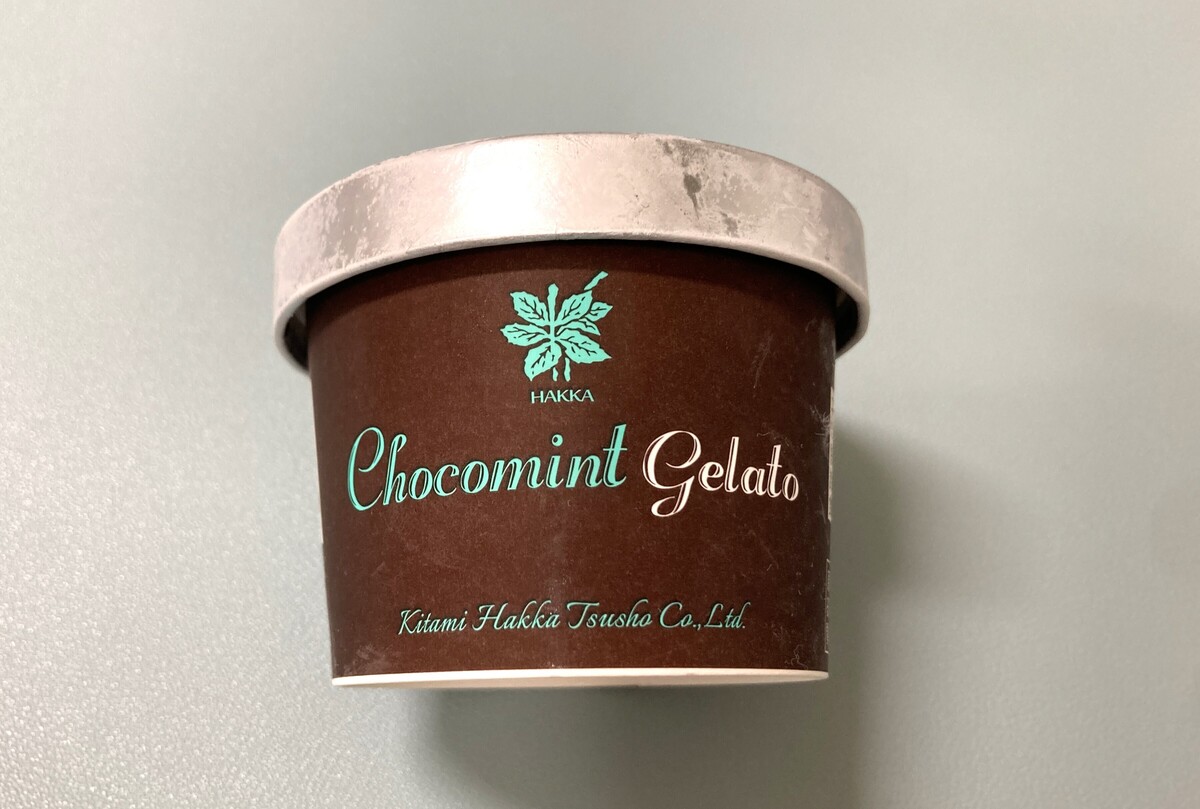 HAKKA
Chocomint Gelato
Kitami Hakka Tsusho Co.,Ltd.